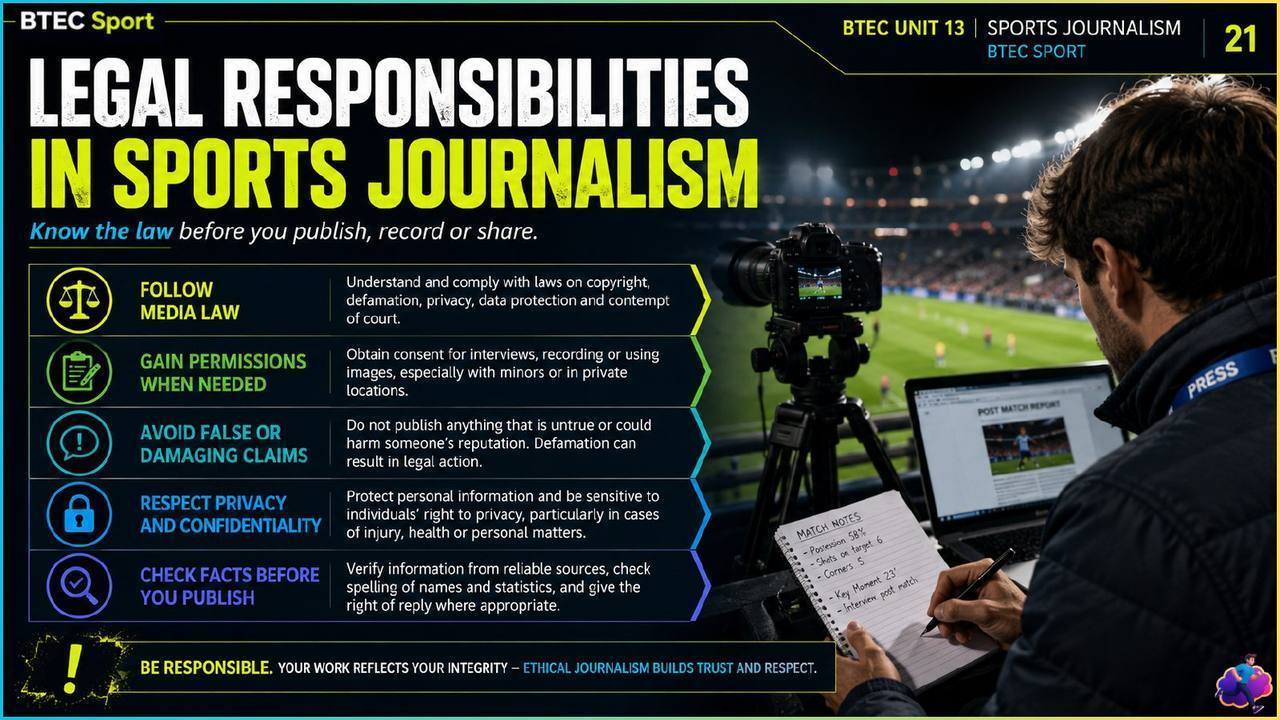 BTEC Sport
BTEC UNIT 13 | SPORTS JOURNALISM
BTEC SPORT
21
LEGAL RESPONSIBILITIES
IN SPORTS JOURNALISM
Know the law before you publish, record or share.
FOLLOW
MEDIA LAW
Understand and comply with laws on copyright,
defamation, privacy, data protection and contempt
of court.
GAIN PERMISSIONS
WHEN NEEDED
Obtain consent for interviews, recording or using
images, especially with minors or in private
locations.
AVOID FALSE OR
DAMAGING CLAIMS
Do not publish anything that is untrue or could
harm someone's reputation. Defamation can
result in legal action.
RESPECT PRIVACY
AND CONFIDENTIALITY
Protect personal information and be sensitive to
individuals' right to privacy, particularly in cases
of injury, health or personal matters.
CHECK FACTS BEFORE
YOU PUBLISH
Verify information from reliable sources, check
spelling of names and statistics, and give the
right of reply where appropriate.
! BE RESPONSIBLE. YOUR WORK REFLECTS YOUR INTEGRITY – ETHICAL JOURNALISM BUILDS TRUST AND RESPECT.
PRESS
POST MATCH REPORT
MATCH NOTES
- Possession 58%
- Shots on target 6
- Corners 5
- Key Moment 23'
- Interview post match